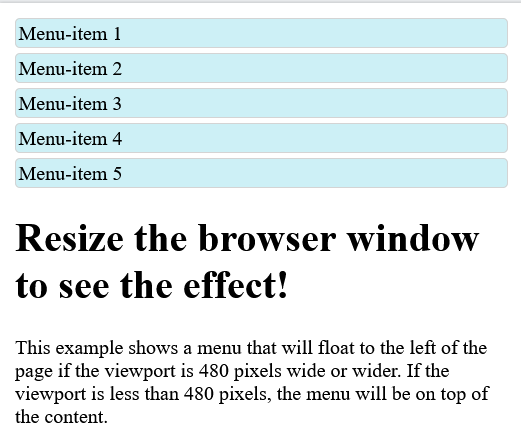 Menu-item 1
Menu-item 2
Menu-item 3
Menu-item 4
Menu-item 5
Resize the browser window
to see the effect!
This example shows a menu that will float to the left of the
page if the viewport is 480 pixels wide or wider. If the
viewport is less than 480 pixels, the menu will be on top of
the content.